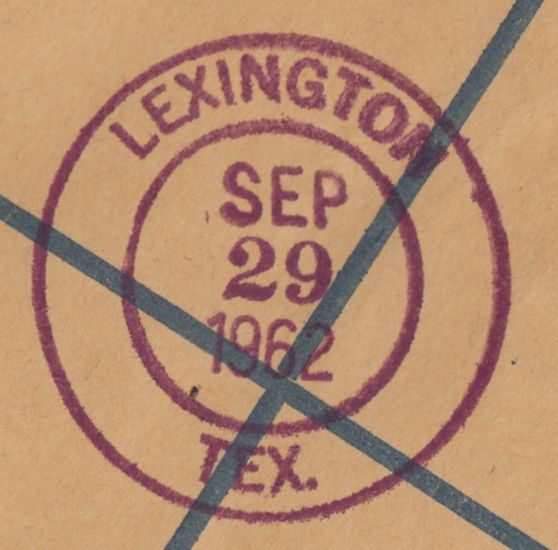 LEXINGTON
SEP
29
1962
TEX.